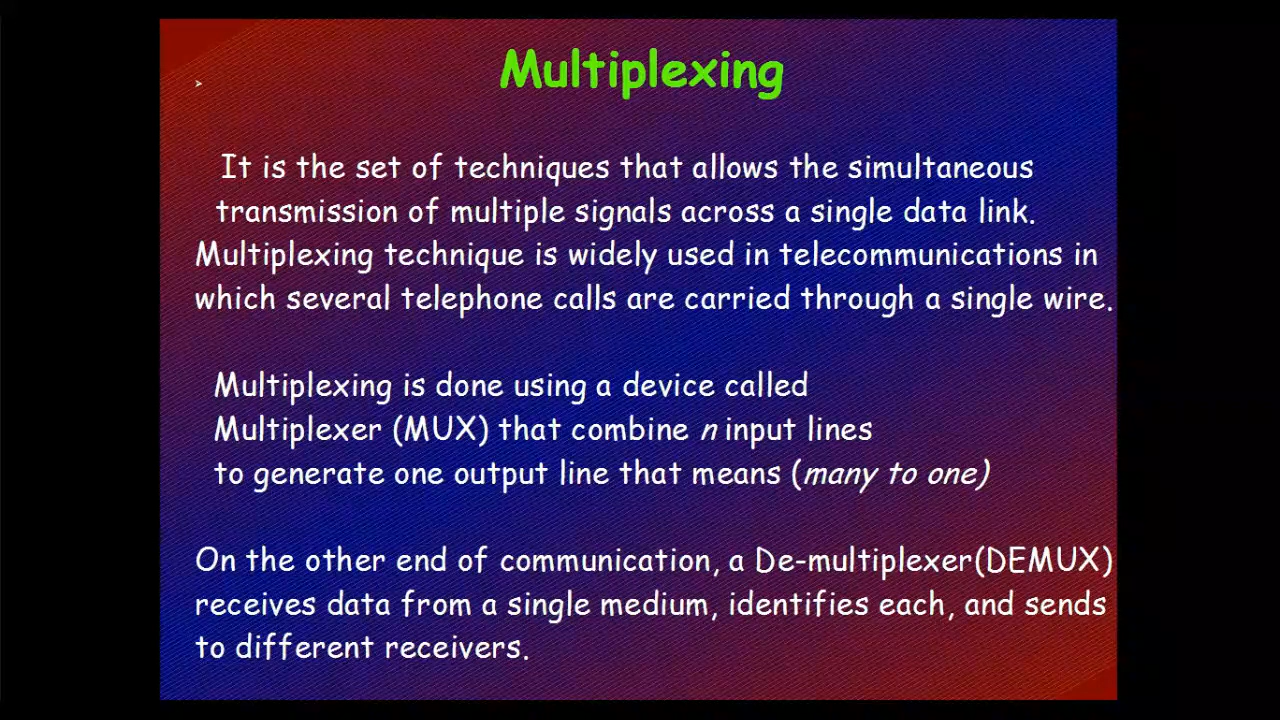 Multiplexing
It is the set of techniques that allows the simultaneous
transmission of multiple signals across a single data link.
Multiplexing technique is widely used in telecommunications in
which several telephone calls are carried through a single wire.
Multiplexing is done using a device called
Multiplexer (MUX) that combine n input lines
to generate one output line that means (many to one)
On the other end of communication, a De-multiplexer(DEMUX)
receives data from a single medium, identifies each, and sends
to different receivers.